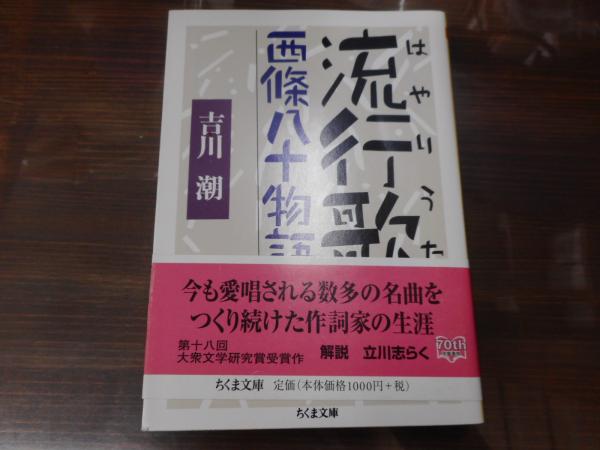 はやりうた
流行歌
西條八十物語
吉川 潮
今も愛唱される数多の名曲を
つくり続けた作詞家の生涯
第十八回
大衆文学研究賞受賞作
解説 立川志らく
70th
ちくま文庫 定価(本体価格1000円+税)
ちくま文庫